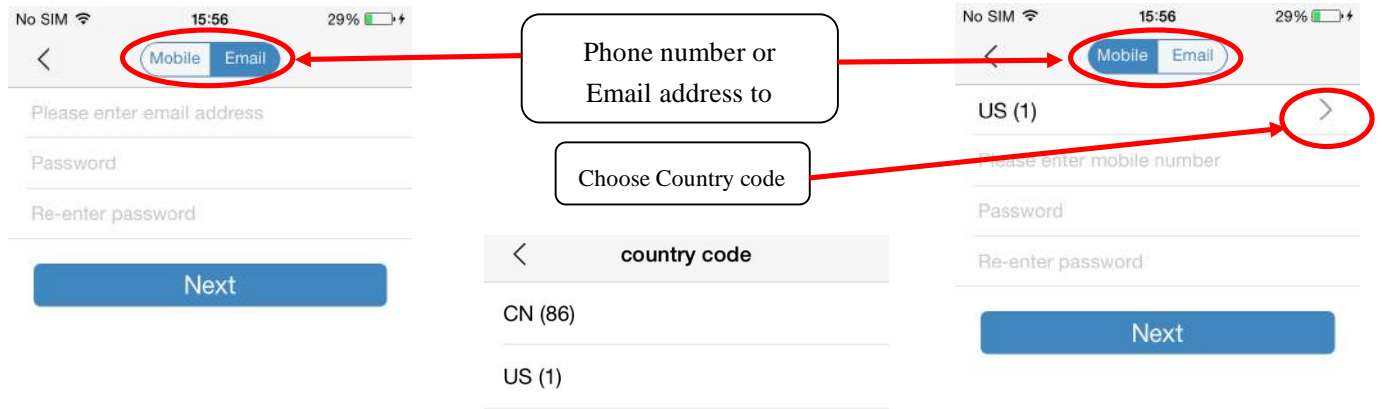 No SIM 15:56 29%
Mobile Email
Please enter email address
Password
Re-enter password
Next
Phone number or
Email address to
Choose Country code
country code
CN (86)
US (1)
No SIM 15:56 29%
Mobile Email
US (1)
Please enter mobile number
Password
Re-enter password
Next